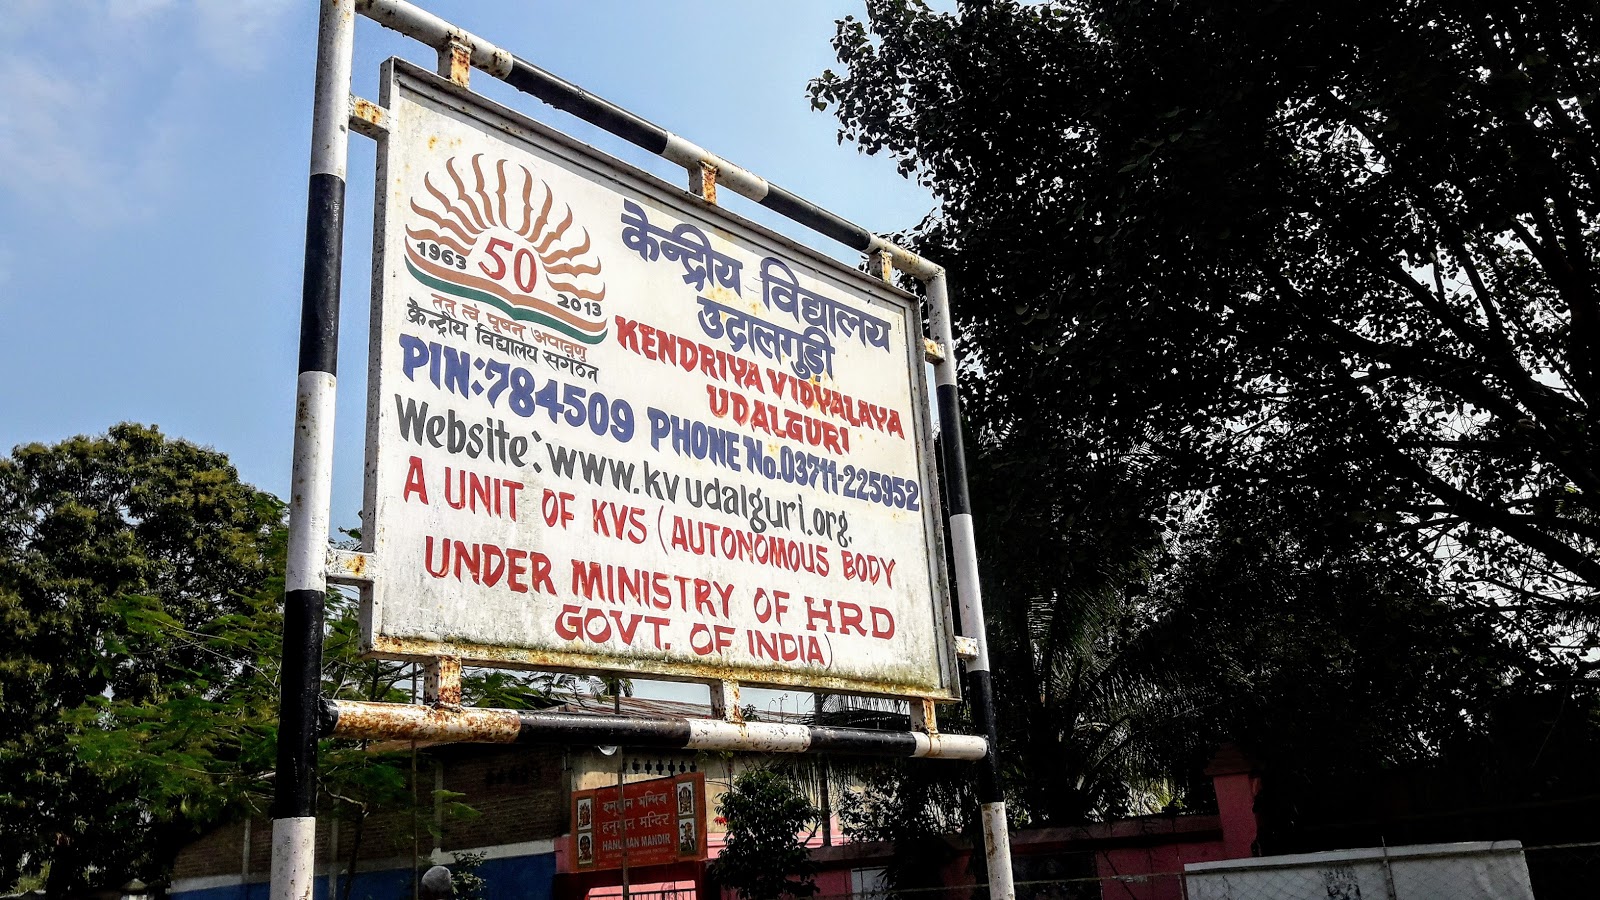 केन्द्रीय विद्यालय
उदालगुड़ी
KENDRIYA VIDYALAYA
UDALGURI
1963 50 2013
तत् त्वं पूषन् अपावृणु
केन्द्रीय विद्यालय संगठन
PIN:784509 PHONE No.03711-225952
Website:www.kvudalguri.org.
A UNIT OF KVS (AUTONOMOUS BODY
UNDER MINISTRY OF HRD
GOVT. OF INDIA)
हनुमान मन्दिर
HANUMAN MANDIR